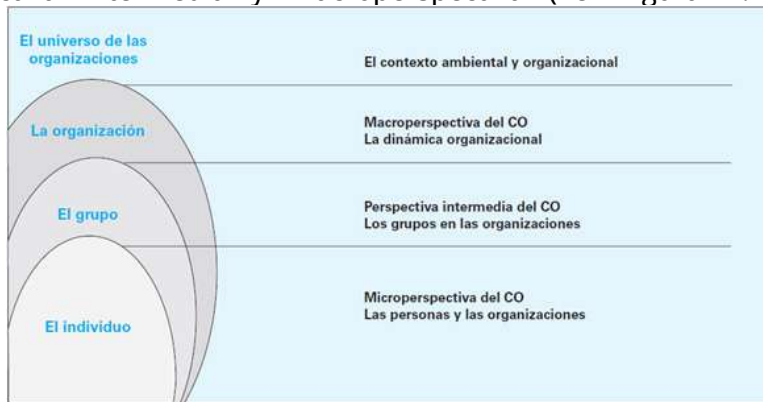 El universo de las
organizaciones
El contexto ambiental y organizacional
La organización
Macroperspectiva del CO
La dinámica organizacional
El grupo
Perspectiva intermedia del CO
Los grupos en las organizaciones
El individuo
Microperspectiva del CO
Las personas y las organizaciones